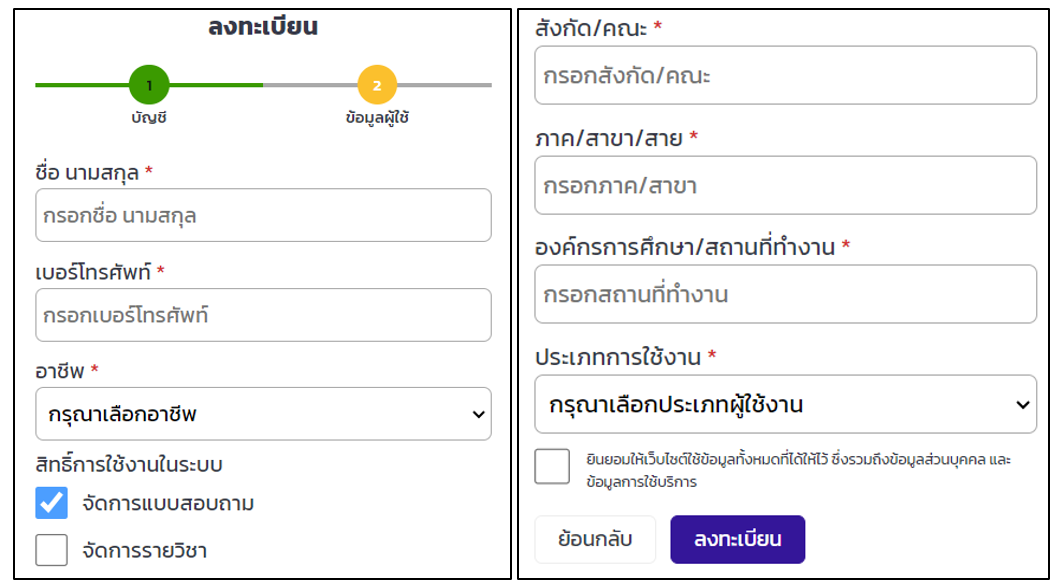 ลงทะเบียน
1
2
บัญชี
ข้อมูลผู้ใช้
ชื่อ นามสกุล *
กรอกชื่อ นามสกุล
เบอร์โทรศัพท์ *
กรอกเบอร์โทรศัพท์
อาชีพ *
กรุณาเลือกอาชีพ
สิทธิ์การใช้งานในระบบ
จัดการแบบสอบถาม
จัดการรายวิชา
สังกัด/คณะ *
กรอกสังกัด/คณะ
ภาค/สาขา/สาย *
กรอกภาค/สาขา
องค์กรการศึกษา/สถานที่ทำงาน *
กรอกสถานที่ทำงาน
ประเภทการใช้งาน *
กรุณาเลือกประเภทผู้ใช้งาน
ยินยอมให้เว็บไซต์ใช้ข้อมูลทั้งหมดที่ได้ให้ไว้ ซึ่งรวมถึงข้อมูลส่วนบุคคล และ
ข้อมูลการใช้บริการ
ย้อนกลับ
ลงทะเบียน